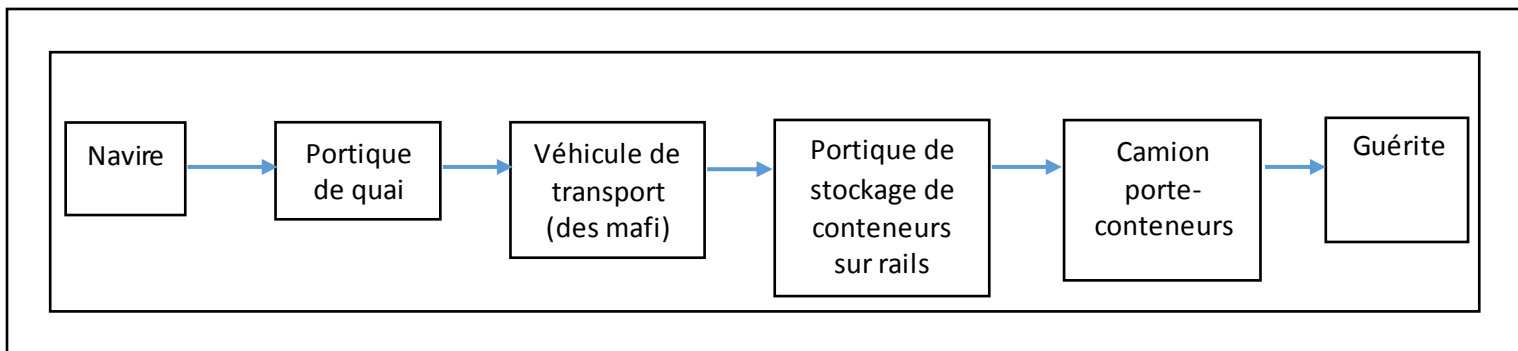 Navire
Portique
de quai
Véhicule de
transport
(des mafi)
Portique de
stockage de
conteneurs
sur rails
Camion
porte-
conteneurs
Guérite